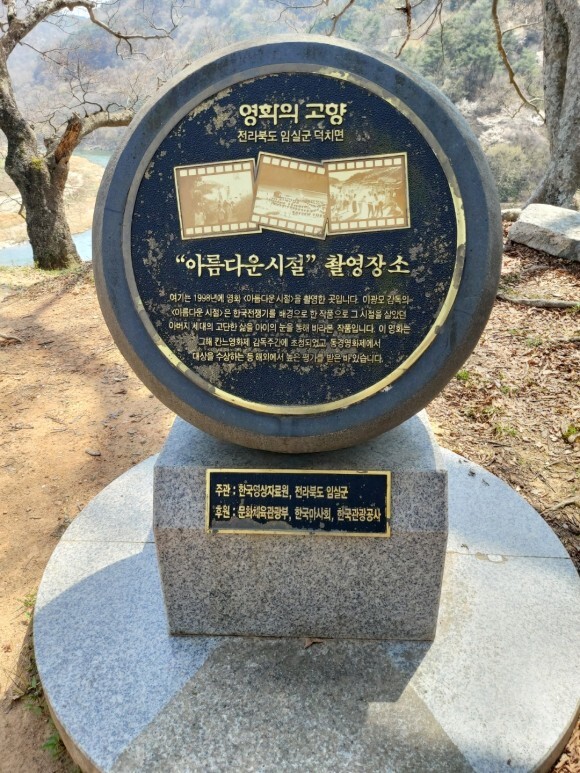 영화의 고향
전라북도 임실군 덕치면
“아름다운시절” 촬영장소
여기는 1998년에 영화 <아름다운 시절>을 촬영한 곳입니다. 이광모 감독의
<아름다운 시절> 은 한국전쟁기를 배경으로 한 작품으로 그 시절을 살았던
아버지 세대의 고단한 삶을 아이의 눈을 통해 바라본 작품입니다. 이 영화는
그해 칸느영화제 감독주간에 초청되었고, 동경영화제에서
대상을 수상하는 등 해외에서 높은 평가를 받은 바 있습니다.
주관 : 한국영상자료원, 전라북도 임실군
후원 : 문화체육관광부, 한국마사회, 한국관광공사